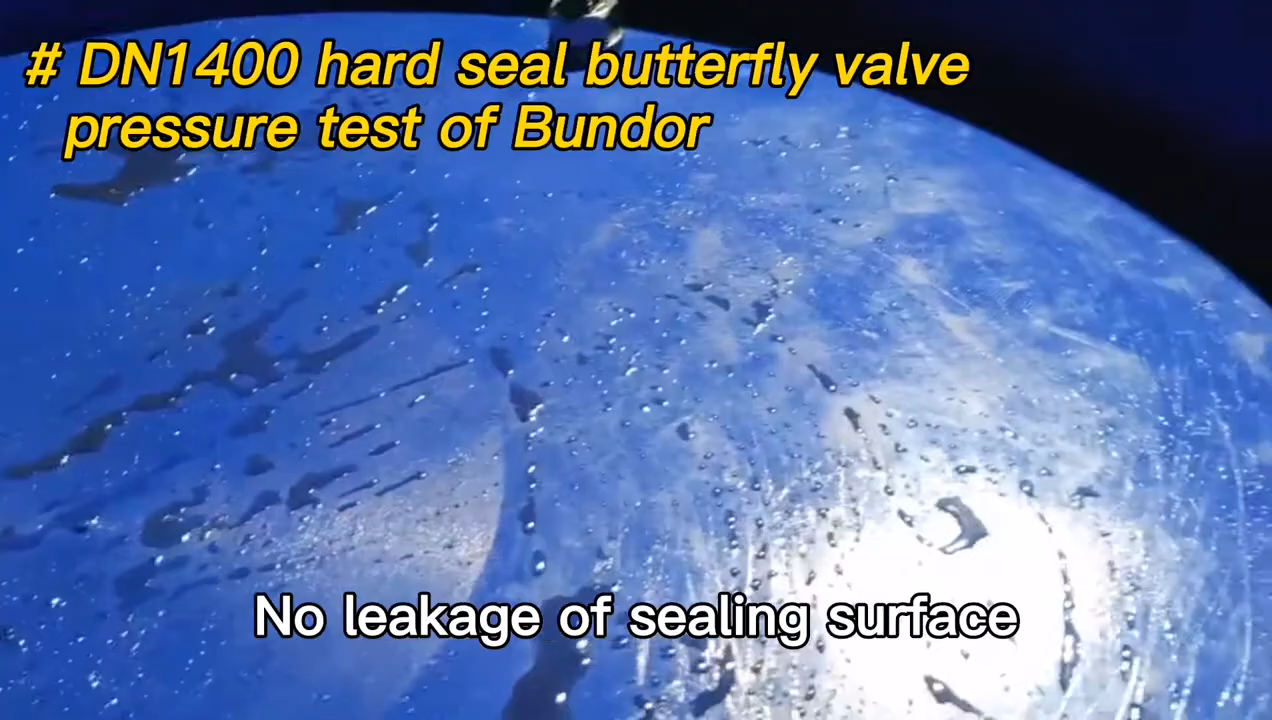 # DN1400 hard seal butterfly valve
pressure test of Bundor
No leakage of sealing surface